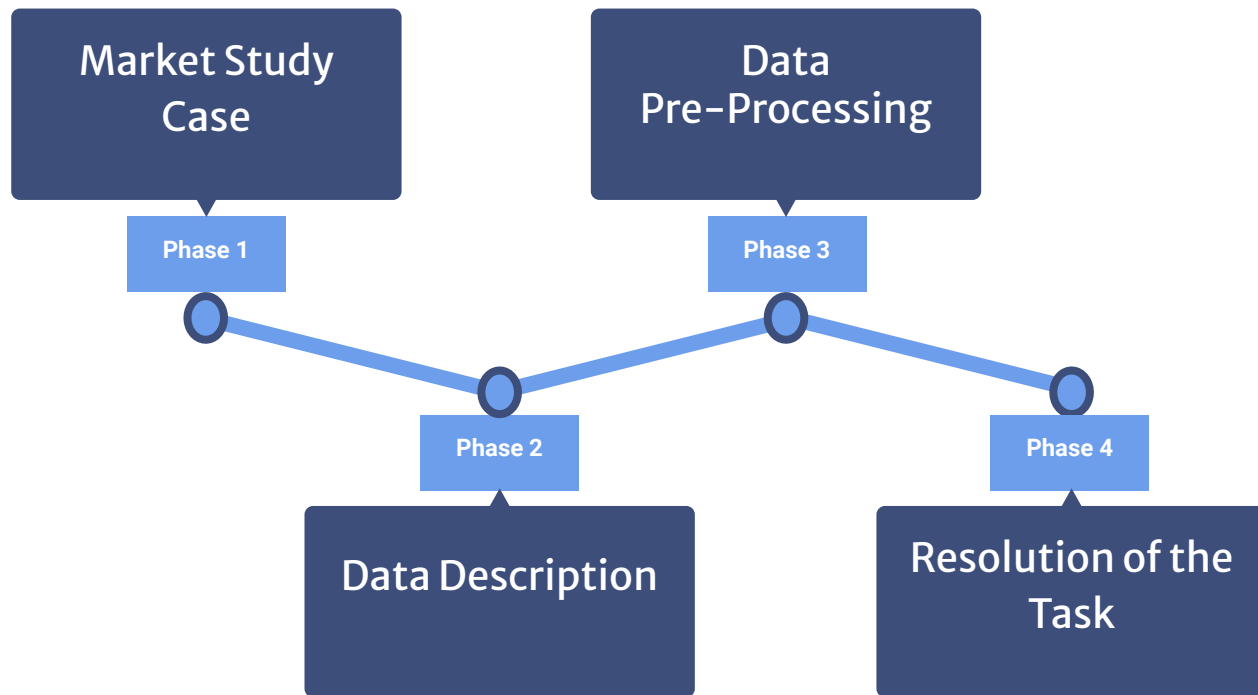 Market Study
Case
Phase 1
Phase 2
Data Description
Data
Pre-Processing
Phase 3
Phase 4
Resolution of the
Task